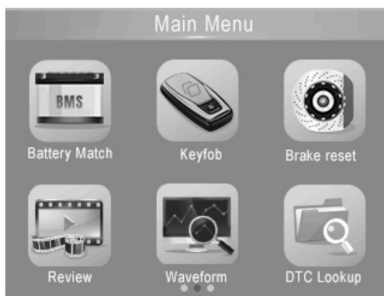 Main Menu
BMS
Battery Match
Keyfob
Brake reset
Review
Waveform
DTC Lookup